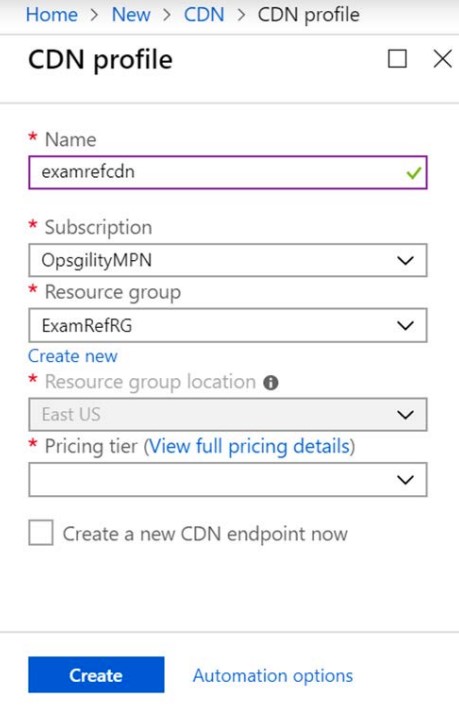 Home > New > CDN > CDN profile
CDN profile
* Name
examrefcdn
* Subscription
OpsgilityMPN
* Resource group
ExamRefRG
Create new
* Resource group location
East US
* Pricing tier (View full pricing details)
Create a new CDN endpoint now
Create Automation options